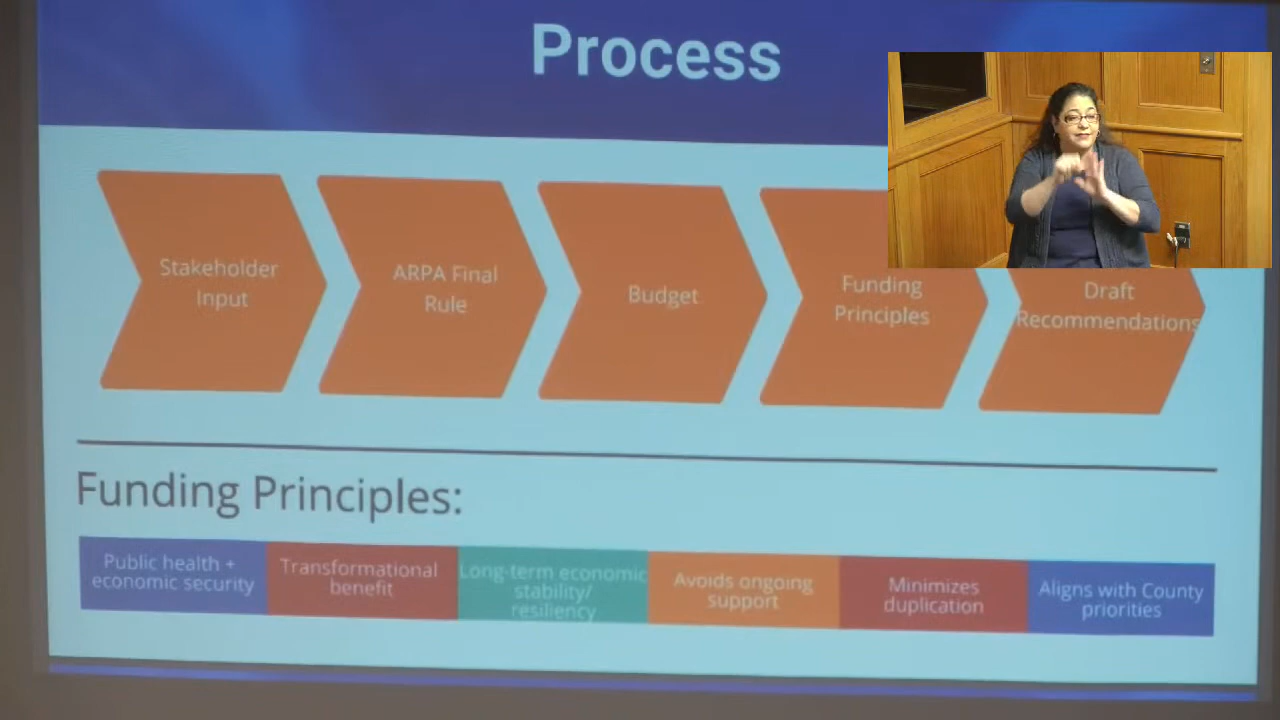 Process
Stakeholder
Input
ARPA Final
Rule
Budget
Funding
Principles
Draft
Recommendations
Funding Principles:
Public health +
economic security
Transformational
benefit
Long-term economic
stability/
resiliency
Avoids ongoing
support
Minimizes
duplication
Aligns with County
priorities